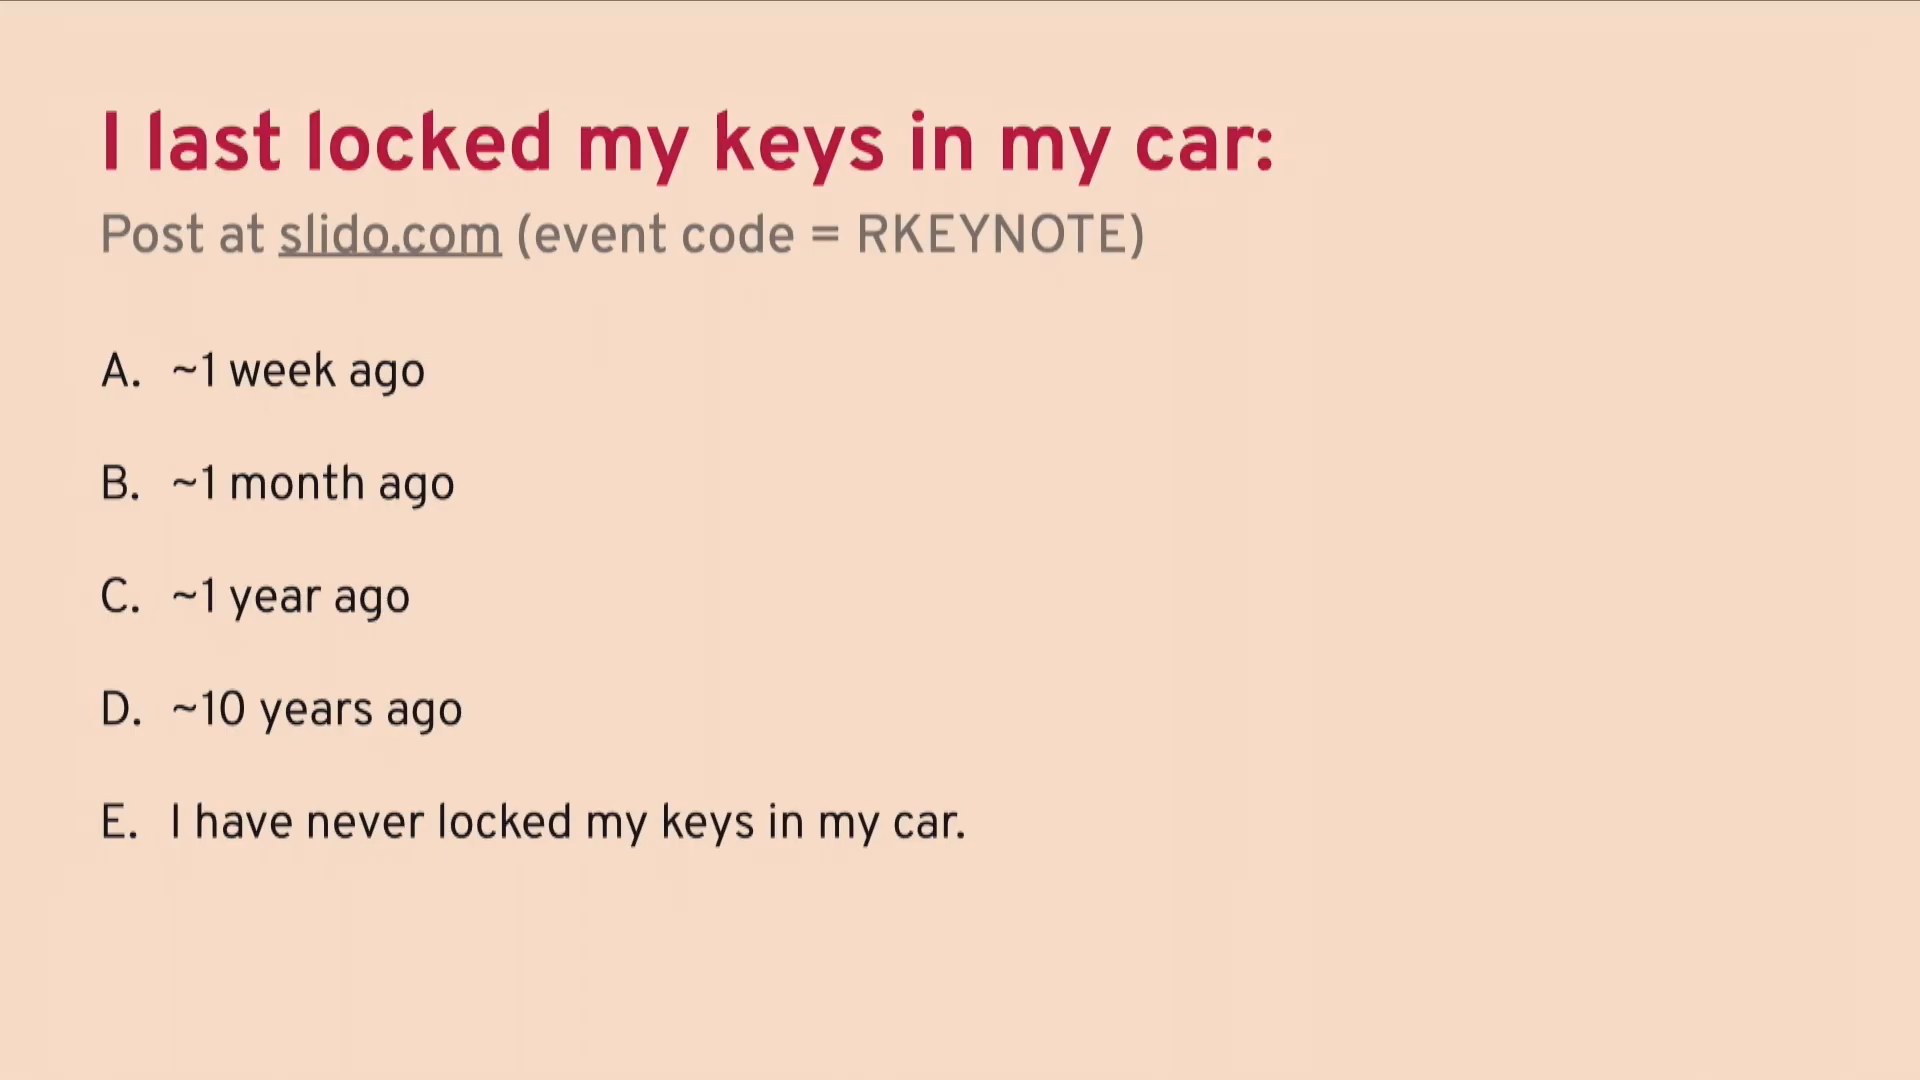 I last locked my keys in my car:
Post at slido.com (event code = RKEYNOTE)
A. ~1 week ago
B. ~1 month ago
C. ~1 year ago
D. ~10 years ago
E. I have never locked my keys in my car.